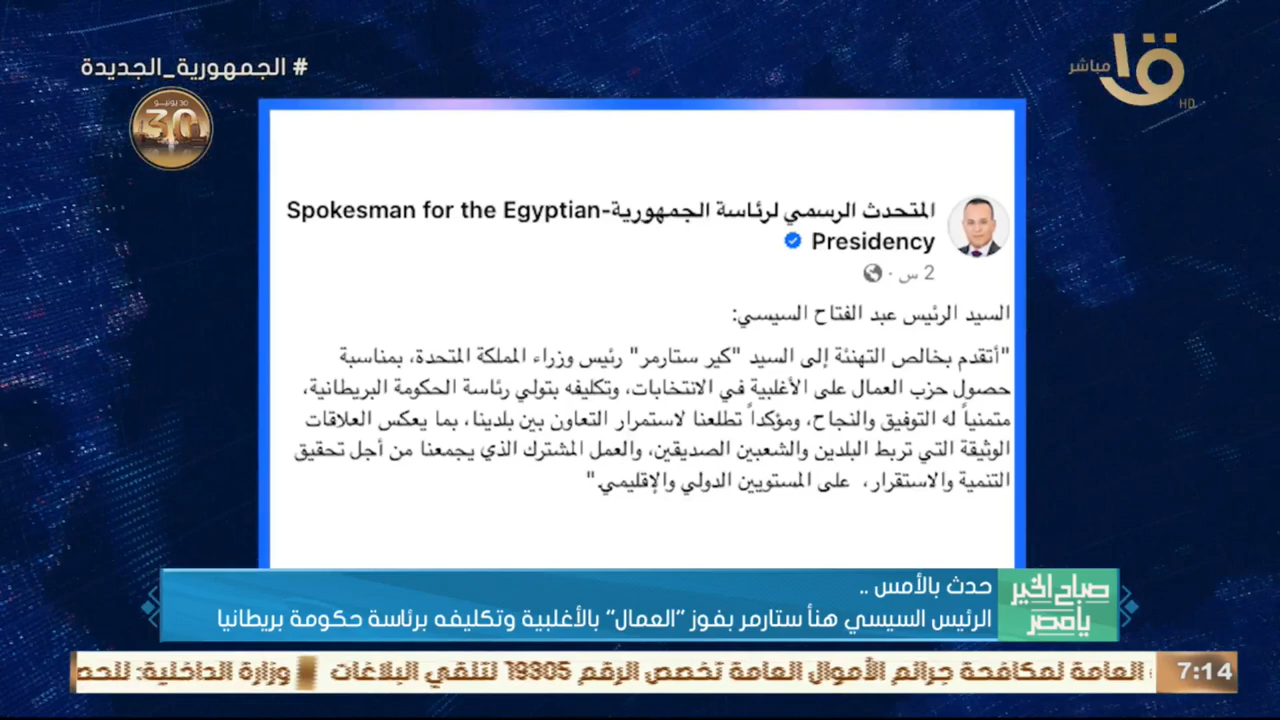 # الجمهورية_الجديدة
30 يونيو
30
مباشر
HD
المتحدث الرسمي لرئاسة الجمهورية-Spokesman for the Egyptian
Presidency
2 س ·
السيد الرئيس عبد الفتاح السيسي:
"أتقدم بخالص التهنئة إلى السيد "كير ستارمر" رئيس وزراء المملكة المتحدة، بمناسبة
حصول حزب العمال على الأغلبية في الانتخابات، وتكليفه بتولي رئاسة الحكومة البريطانية،
متمنياً له التوفيق والنجاح، ومؤكداً تطلعنا لاستمرار التعاون بين بلدينا، بما يعكس العلاقات
الوثيقة التي تربط البلدين والشعبين الصديقين، والعمل المشترك الذي يجمعنا من أجل تحقيق
التنمية والاستقرار، على المستويين الدولي والإقليمي."
صباح الخير
يا مصر
حدث بالأمس ..
الرئيس السيسي هنأ ستارمر بفوز "العمال" بالأغلبية وتكليفه برئاسة حكومة بريطانيا
7:14
العامة لمكافحة جرائم الأموال العامة تخصص الرقم 19805 لتلقي البلاغات
وزارة الداخلية: